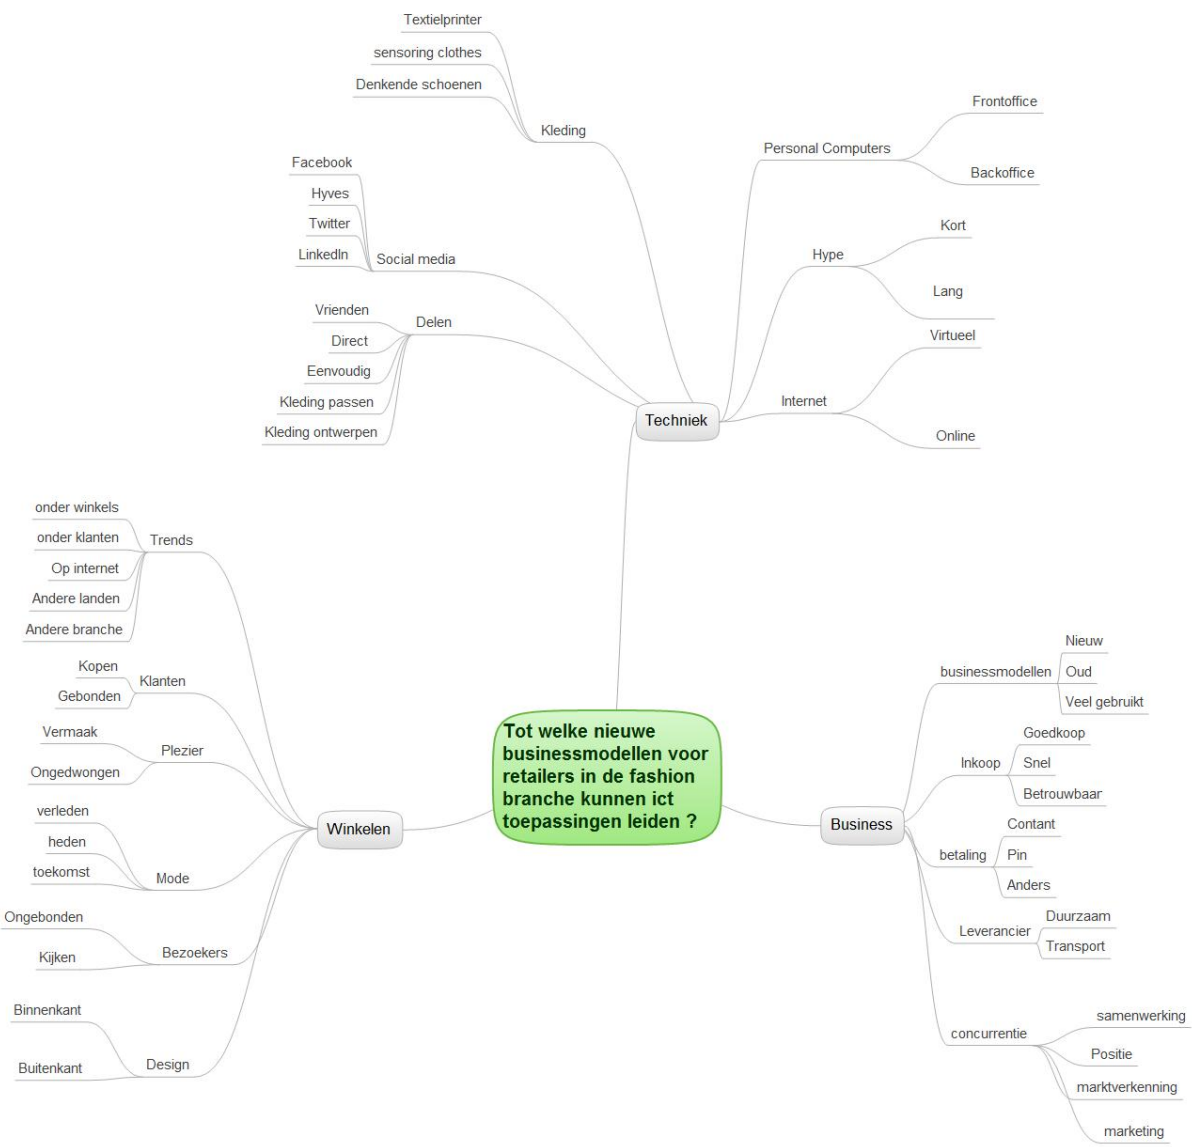 Textielprinter
sensoring clothes
Denkende schoenen
Kleding
Facebook
Hyves
Twitter
LinkedIn
Social media
Vrienden
Direct
Eenvoudig
Kleding passen
Kleding ontwerpen
Delen
Techniek
Frontoffice
Personal Computers
Backoffice
Kort
Hype
Lang
Virtueel
Internet
Online
onder winkels
onder klanten
Op internet
Andere landen
Andere branche
Trends
Kopen
Gebonden
Klanten
Vermaak
Ongedwongen
Plezier
verleden
heden
toekomst
Mode
Ongebonden
Kijken
Bezoekers
Binnenkant
Buitenkant
Design
Winkelen
Tot welke nieuwe
businessmodellen voor
retailers in de fashion
branche kunnen ict
toepassingen leiden ?
Business
businessmodellen
Nieuw
Oud
Veel gebruikt
Inkoop
Goedkoop
Snel
Betrouwbaar
betaling
Contant
Pin
Anders
Leverancier
Duurzaam
Transport
concurrentie
samenwerking
Positie
marktverkenning
marketing